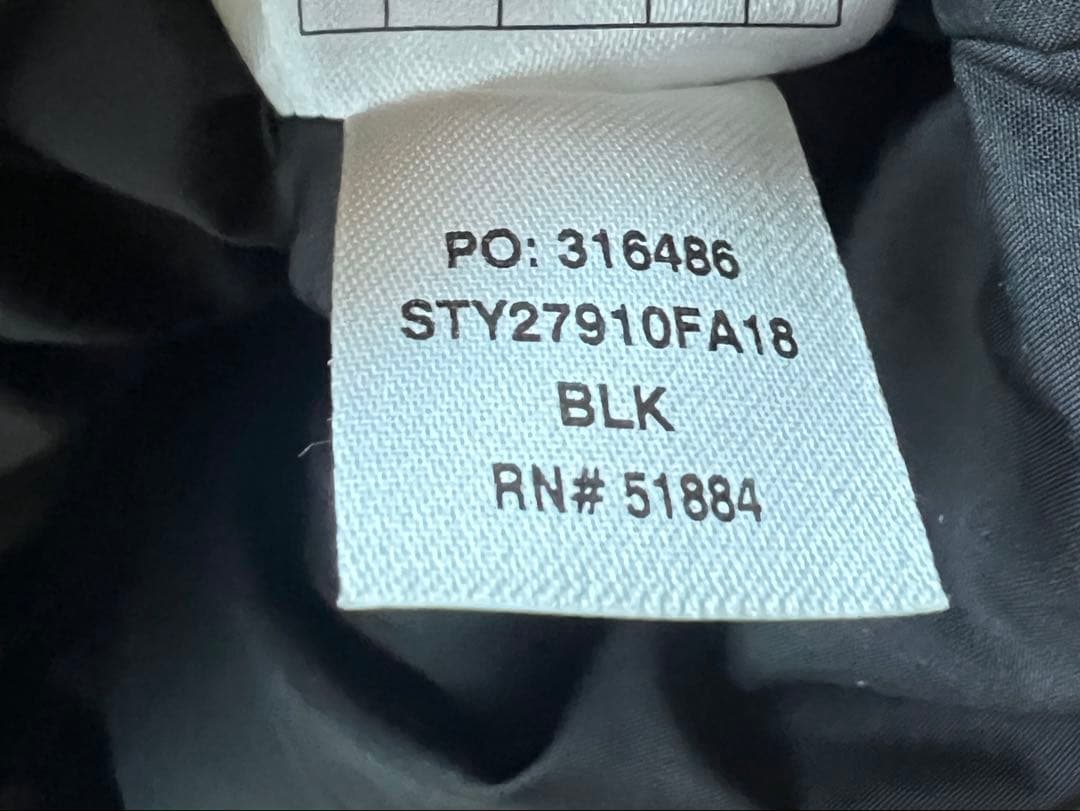 PO: 316486
STY27910FA18
BLK
RN# 51884